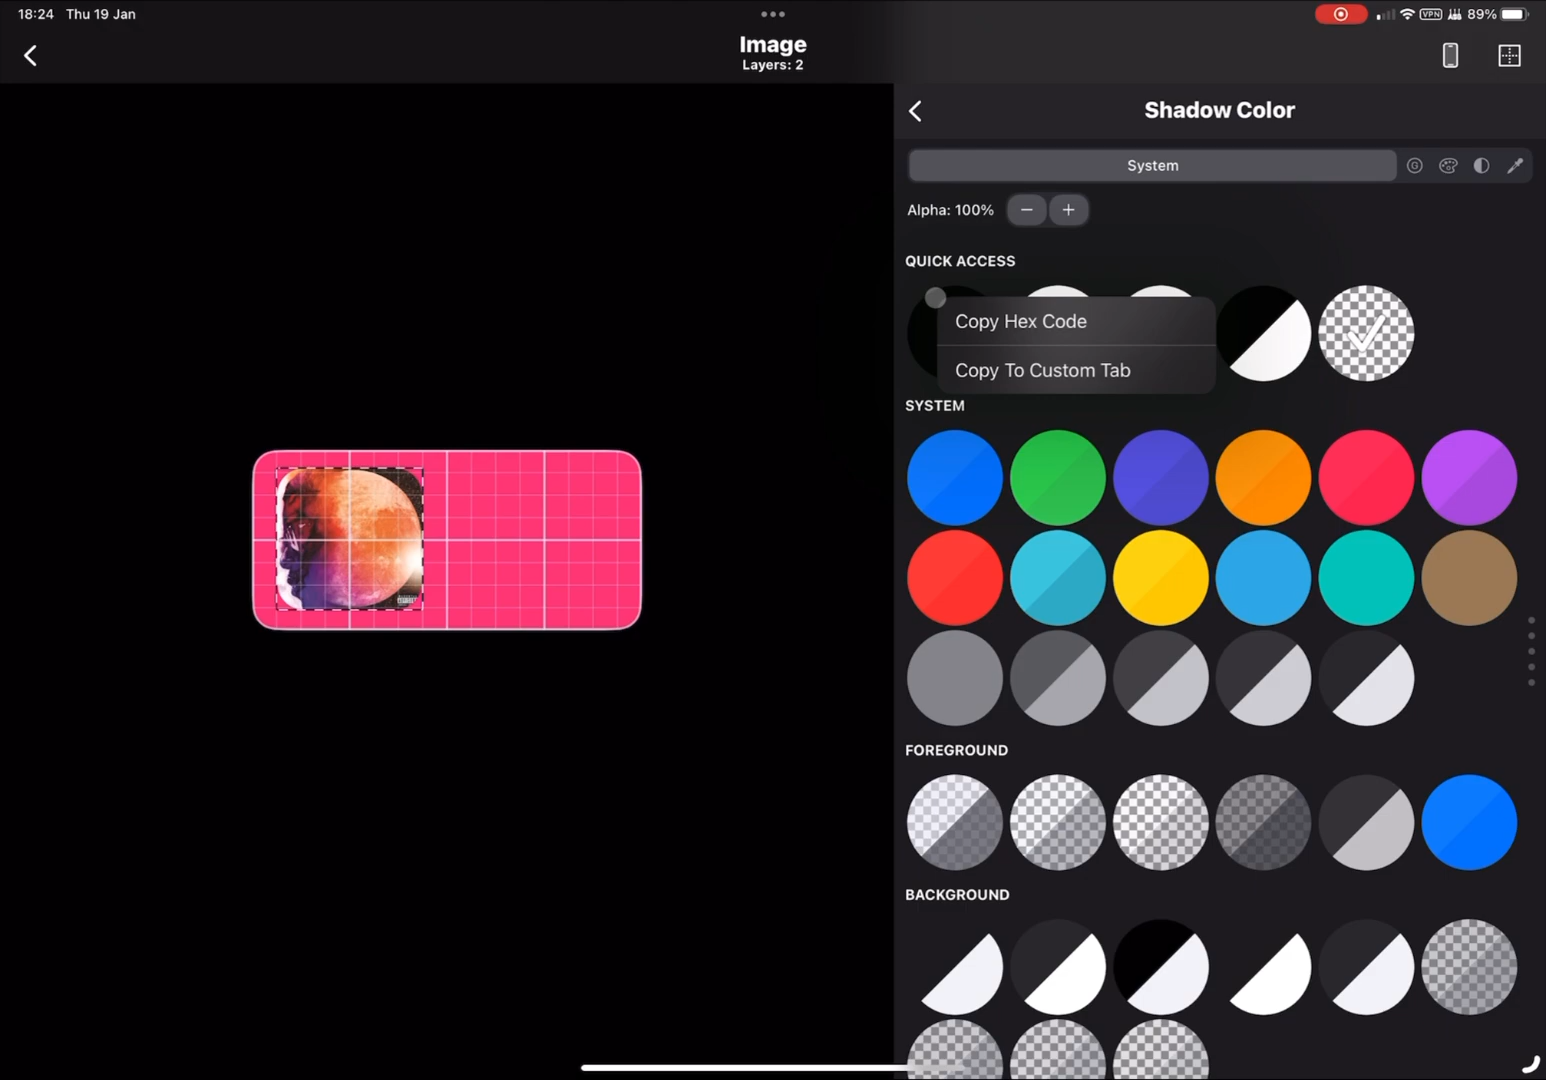 18:24 Thu 19 Jan
VPN 89%
Image
Layers: 2
Shadow Color
System
Alpha: 100%
QUICK ACCESS
Copy Hex Code
Copy To Custom Tab
SYSTEM
FOREGROUND
BACKGROUND